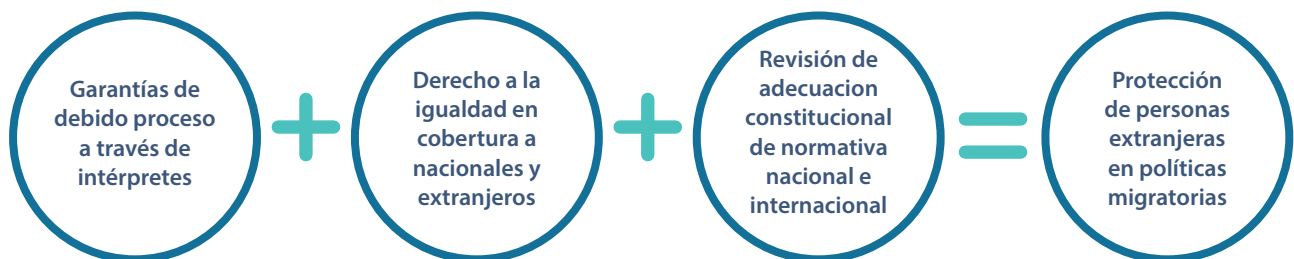 Garantías de
debido proceso
a través de
intérpretes
Derecho a la
igualdad en
cobertura a
nacionales y
extranjeros
Revisión de
adecuacion
constitucional
de normativa
nacional e
internacional
Protección
de personas
extranjeras
en políticas
migratorias